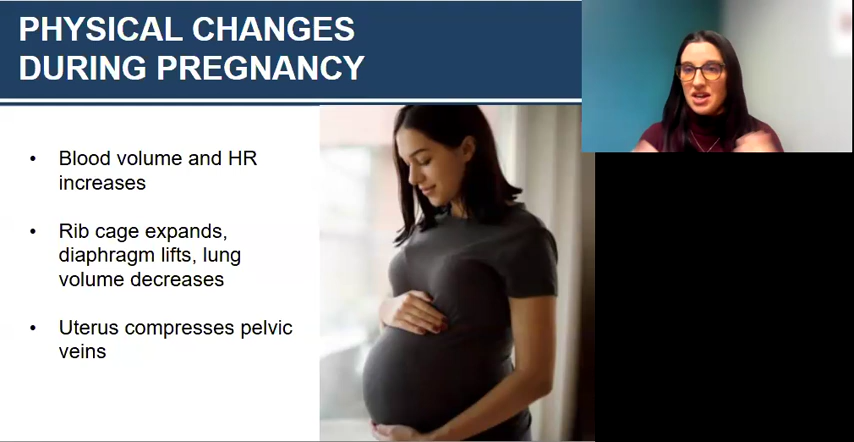 PHYSICAL CHANGES
DURING PREGNANCY
• Blood volume and HR
increases
• Rib cage expands,
diaphragm lifts, lung
volume decreases
• Uterus compresses pelvic
veins